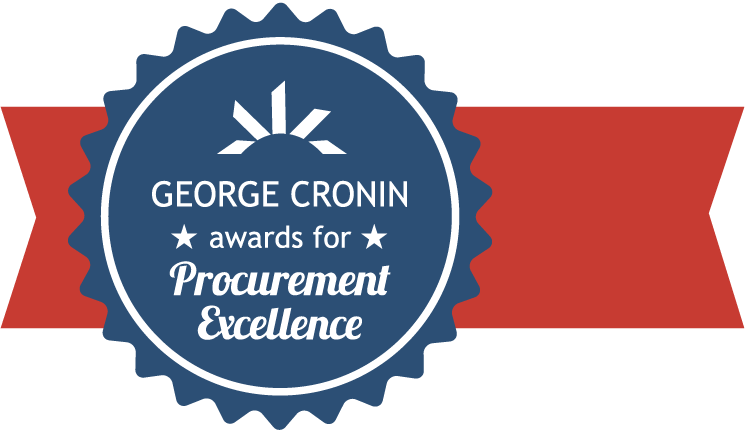 GEORGE CRONIN
awards for
Procurement
Excellence